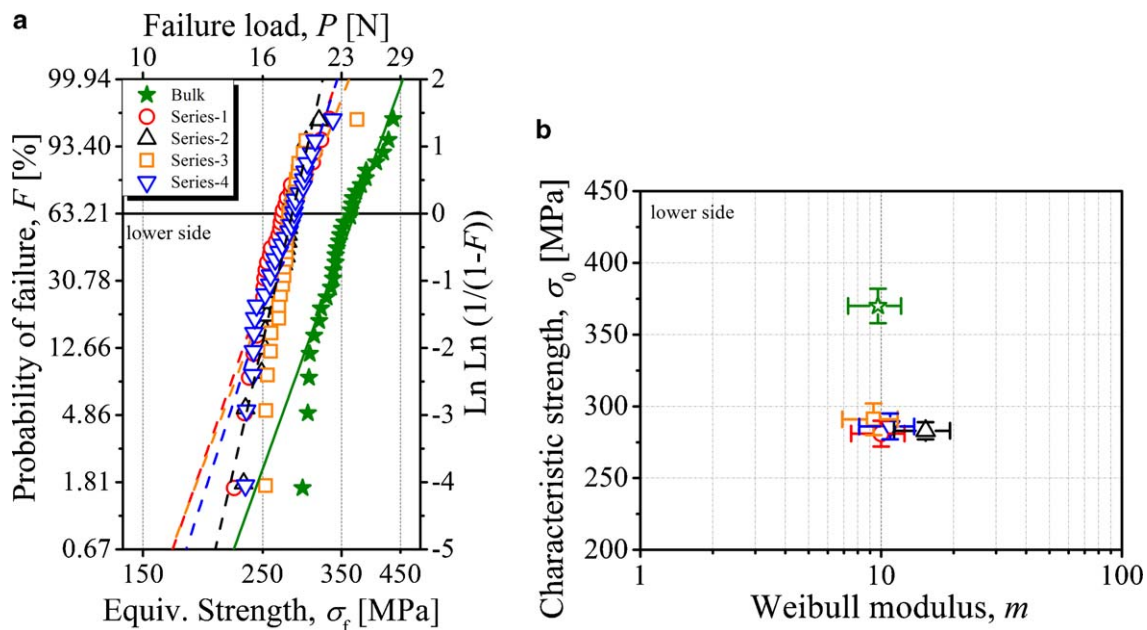 a
Failure load, P [N]
10 16 23 29
99.94
93.40
63.21
30.78
12.66
4.86
1.81
0.67
Probability of failure, F [%]
Bulk
Series-1
Series-2
Series-3
Series-4
lower side
2
1
0
-1
-2
-3
-4
-5
Ln Ln (1/(1-F))
150 250 350 450
Equiv. Strength, σf [MPa]
b
450
400
350
300
250
200
Characteristic strength, σ0 [MPa]
lower side
1 10 100
Weibull modulus, m